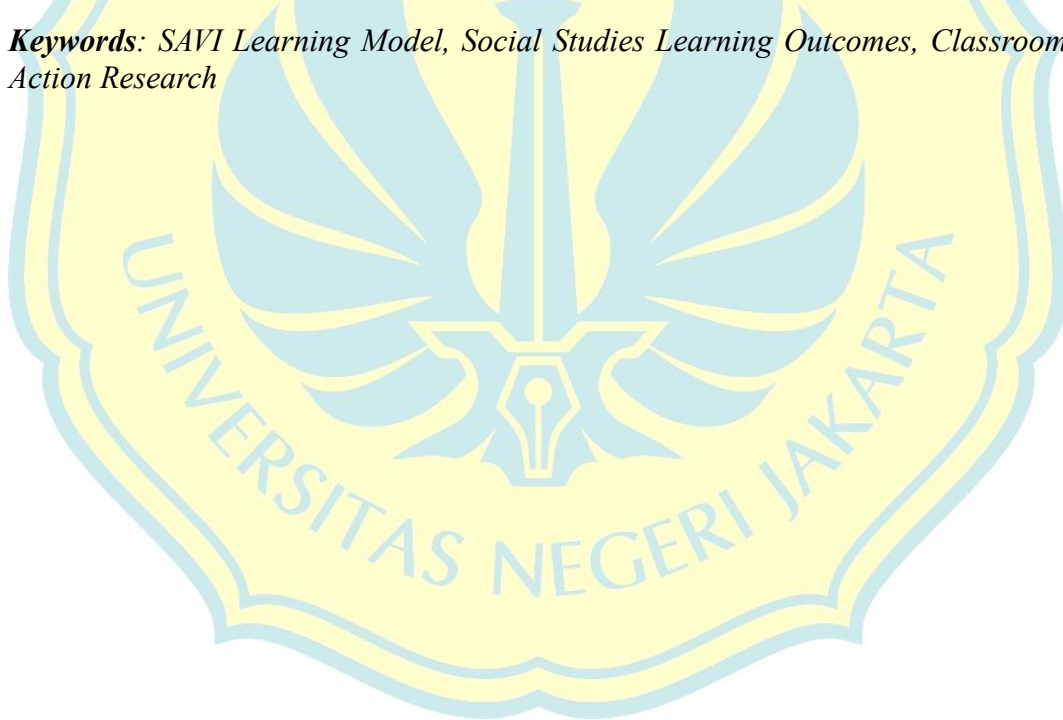 Keywords: SAVI Learning Model, Social Studies Learning Outcomes, Classroom
Action Research
UNIVERSITAS NEGERI JAKARTA